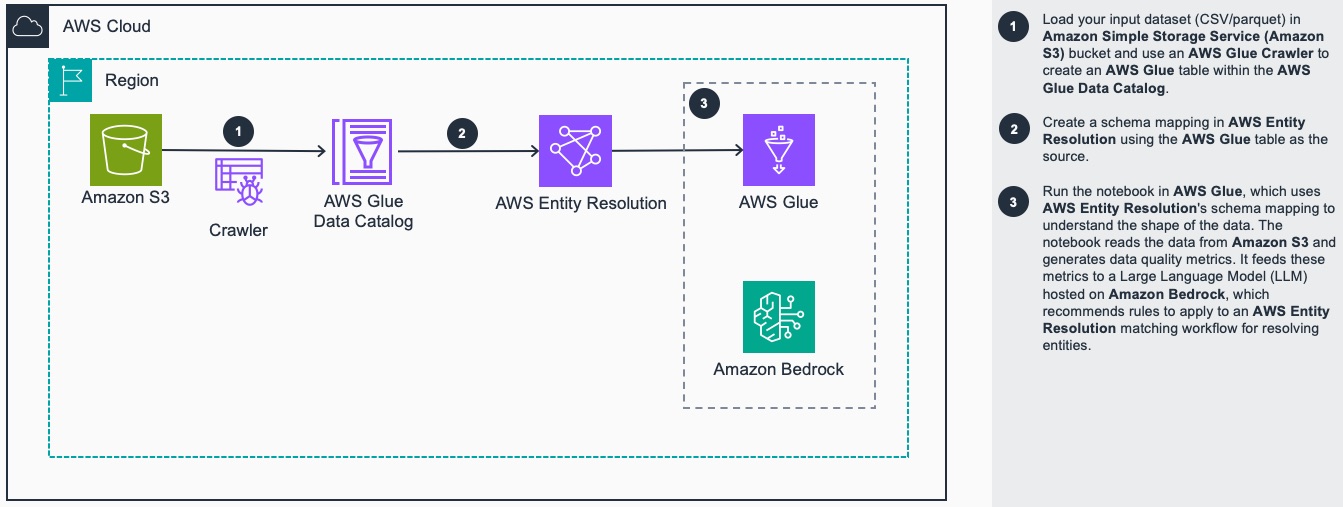 AWS Cloud
Region
1
2
3
Amazon S3
Crawler
AWS Glue
Data Catalog
AWS Entity Resolution
AWS Glue
Amazon Bedrock
1
Load your input dataset (CSV/parquet) in
Amazon Simple Storage Service (Amazon
S3) bucket and use an AWS Glue Crawler to
create an AWS Glue table within the AWS
Glue Data Catalog.
2
Create a schema mapping in AWS Entity
Resolution using the AWS Glue table as the
source.
3
Run the notebook in AWS Glue, which uses
AWS Entity Resolution's schema mapping to
understand the shape of the data. The
notebook reads the data from Amazon S3 and
generates data quality metrics. It feeds these
metrics to a Large Language Model (LLM)
hosted on Amazon Bedrock, which
recommends rules to apply to an AWS Entity
Resolution matching workflow for resolving
entities.